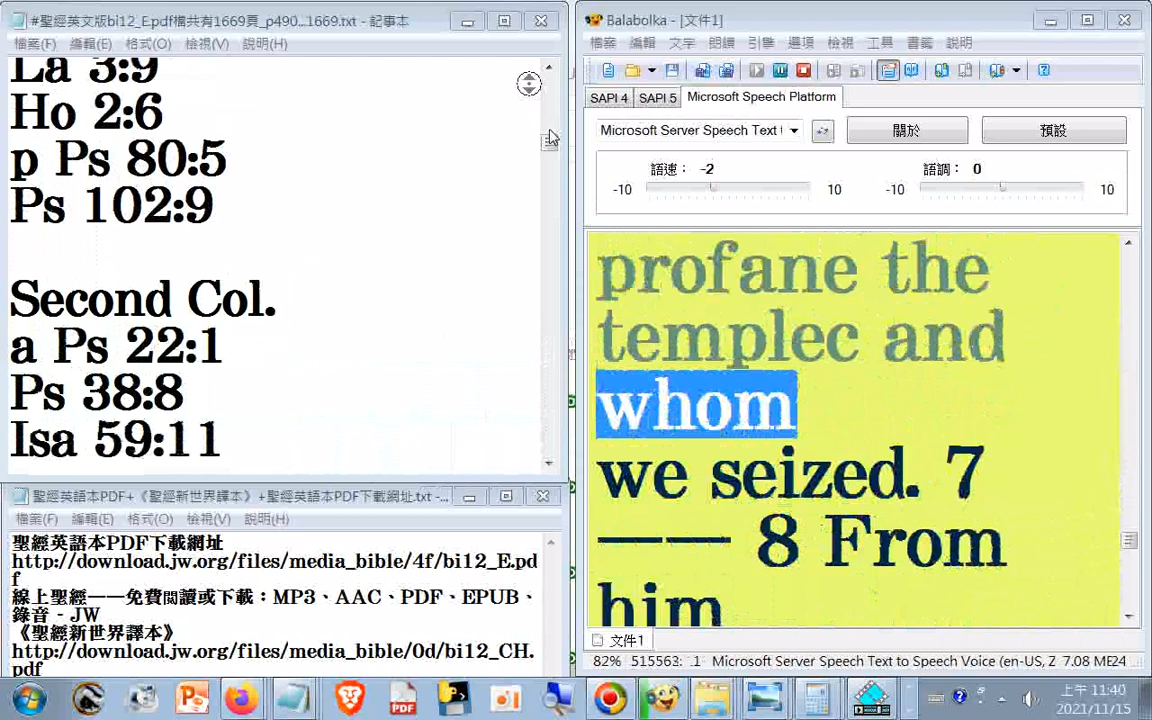 #聖經英文版bi12_E.pdf檔共有1669頁_p490...1669.txt - 記事本
檔案(F) 編輯(E) 格式(O) 檢視(V) 說明(H)
La 3:9
Ho 2:6
p Ps 80:5
Ps 102:9
Second Col.
a Ps 22:1
Ps 38:8
Isa 59:11
聖經英語本PDF+《聖經新世界譯本》+聖經英語本PDF下載網址.txt -...
檔案(F) 編輯(E) 格式(O) 檢視(V) 說明(H)
聖經英語本PDF下載網址
http://download.jw.org/files/media_bible/4f/bi12_E.pd
f
線上聖經——免費閱讀或下載：MP3、AAC、PDF、EPUB、
錄音 - JW
《聖經新世界譯本》
http://download.jw.org/files/media_bible/0d/bi12_CH.
pdf
Balabolka - [文件1]
檔案 編輯 文字 朗讀 引擎 選項 檢視 工具 書籤 說明
SAPI 4 SAPI 5 Microsoft Speech Platform
Microsoft Server Speech Text 關於 預設
語速： -2 語調： 0
-10 10 -10 10
profane the
templec and
whom
we seized. 7
—— 8 From
him
文件1
82% 515563: .1 Microsoft Server Speech Text to Speech Voice (en-US, Z 7.08 ME24
上午 11:40
2021/11/15